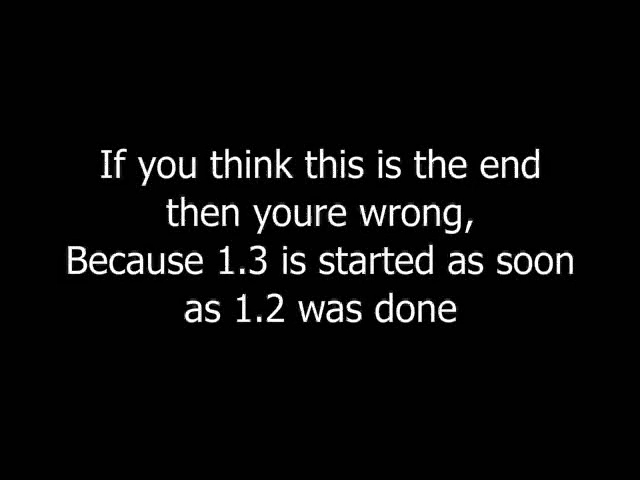 If you think this is the end
then youre wrong,
Because 1.3 is started as soon
as 1.2 was done